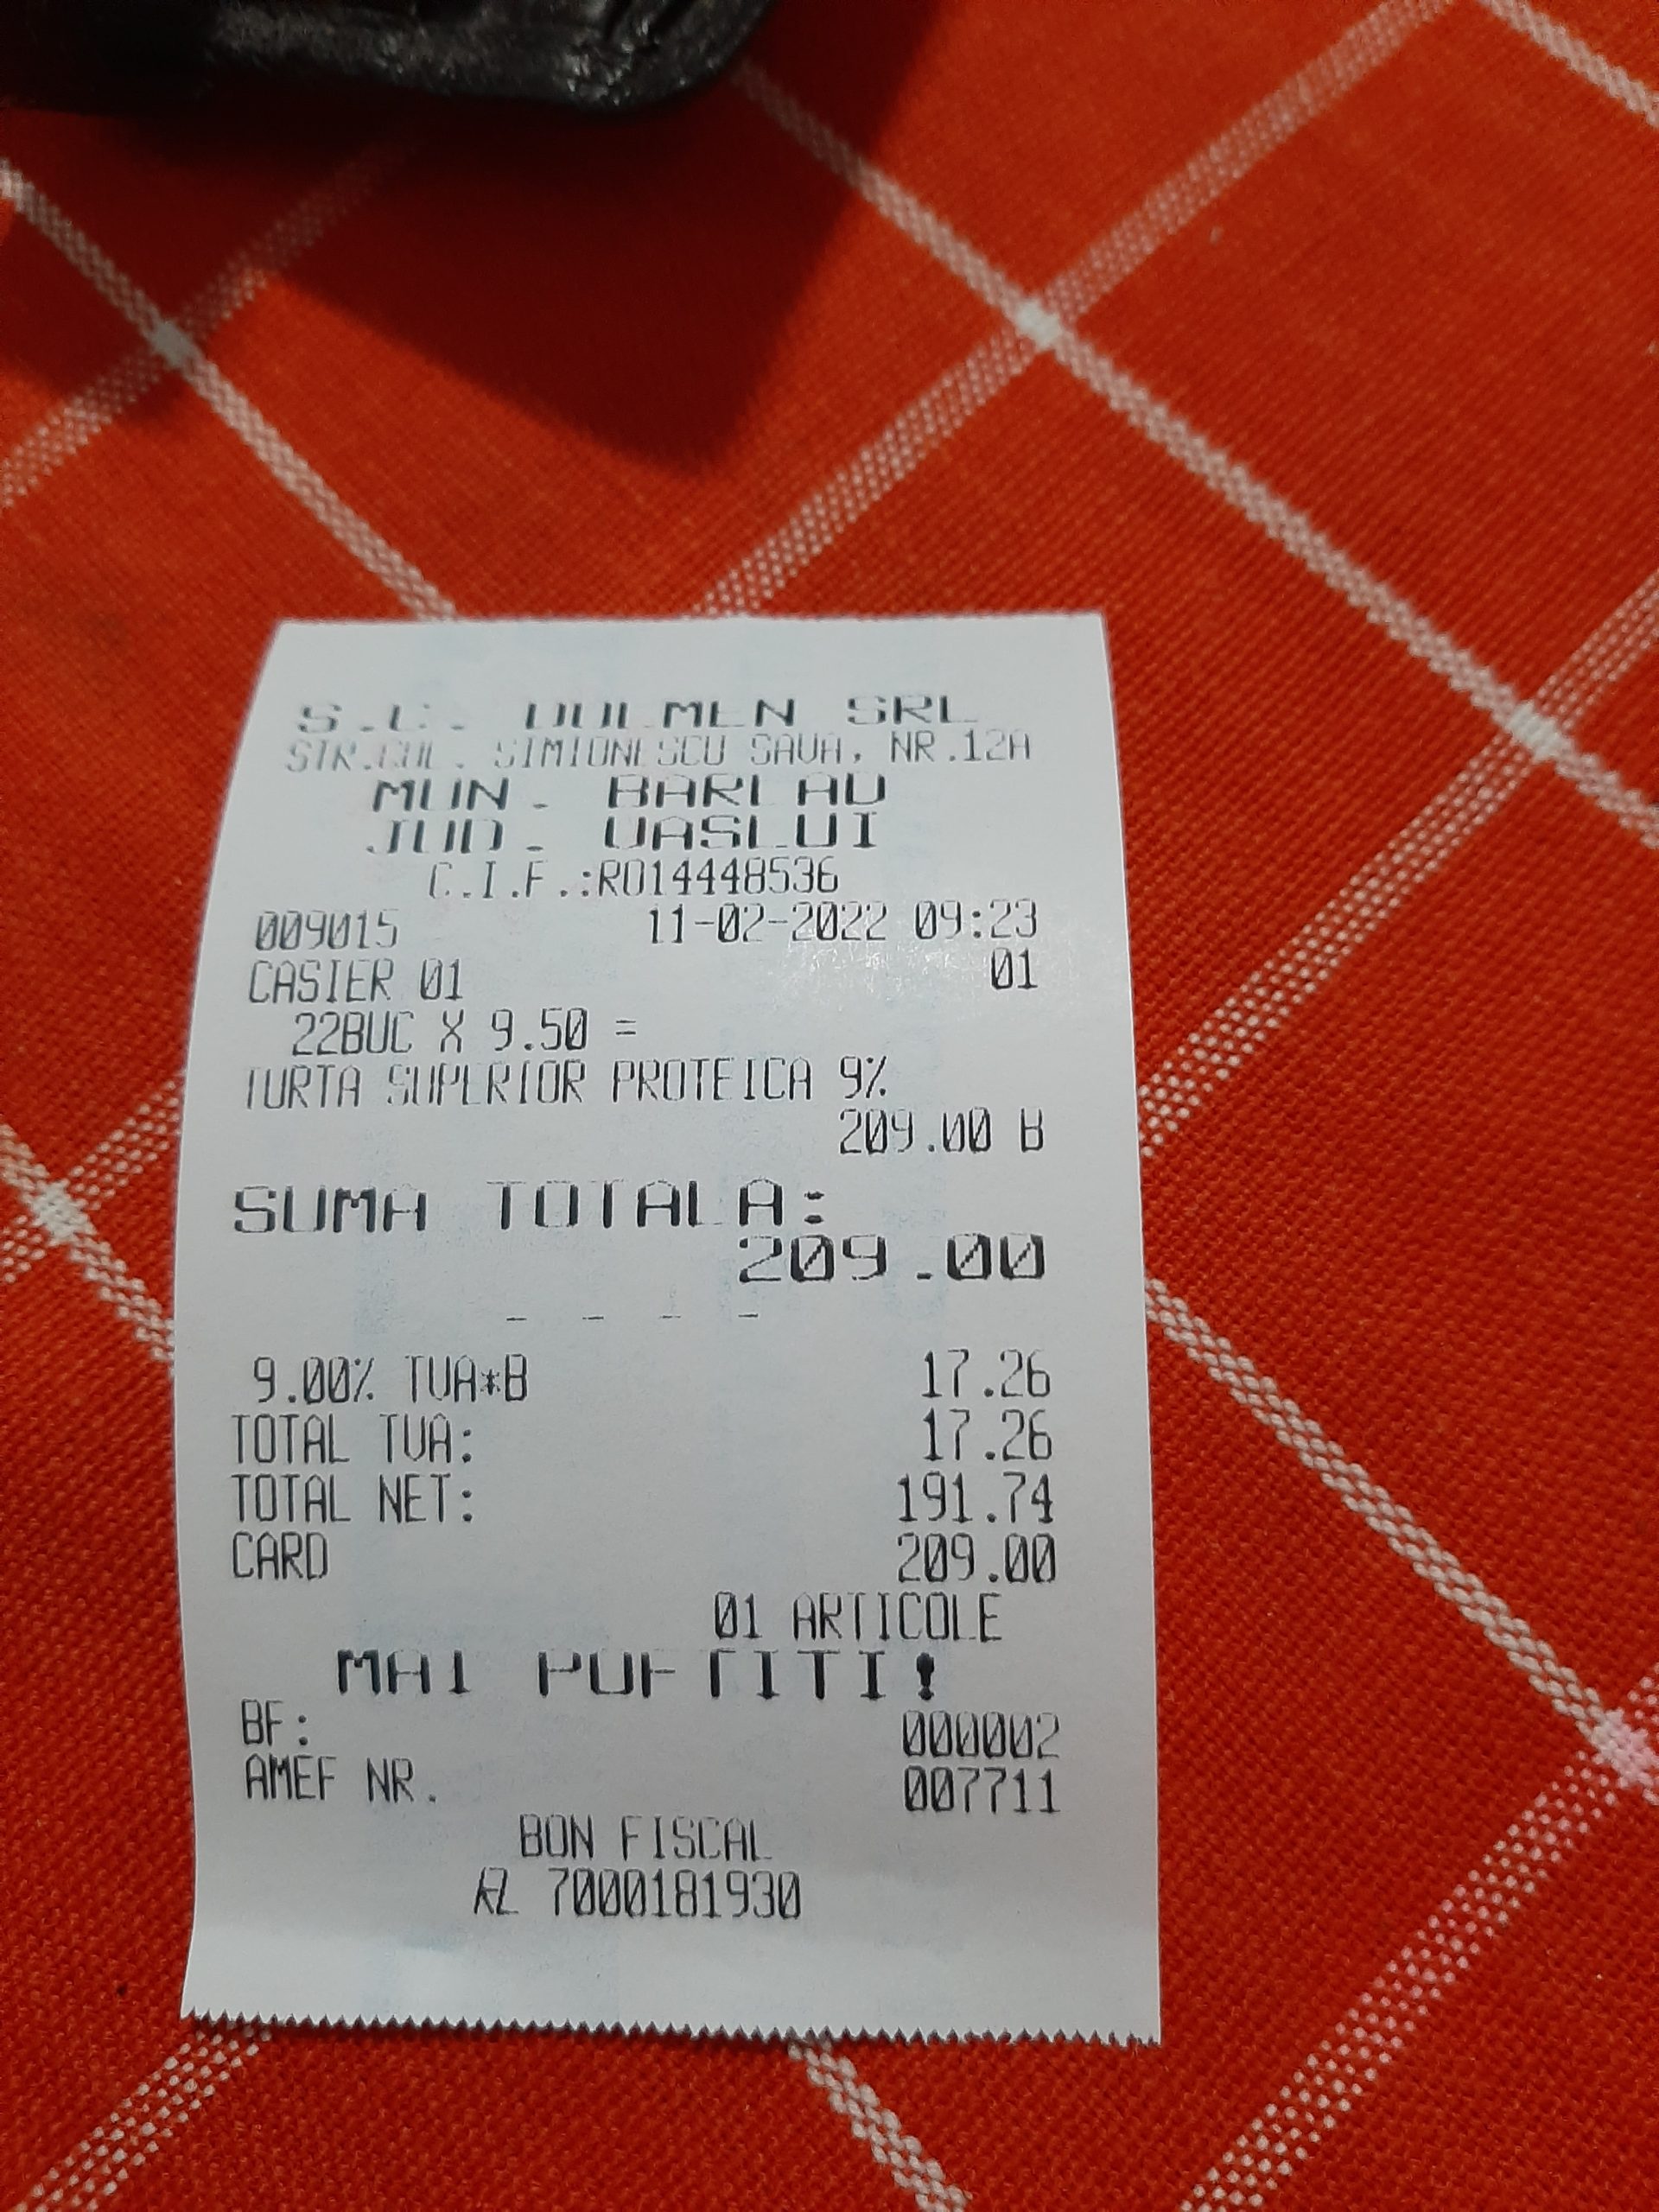 S.C. DOLMEN SRL
STR.COL. SIMIONESCU SAVA, NR.12A
MUN. BARLAD
JUD. VASLUI
C.I.F.:RO14448536
009015 11-02-2022 09:23
CASIER 01 01
22BUC X 9.50 =
TURTA SUPERIOR PROTEICA 9%
209.00 B
SUMA TOTALA:
209.00
- - - -
9.00% TVA*B 17.26
TOTAL TVA: 17.26
TOTAL NET: 191.74
CARD 209.00
01 ARTICOLE
MAI POFTITI!
BF: 000002
AMEF NR. 007711
BON FISCAL
7000181930